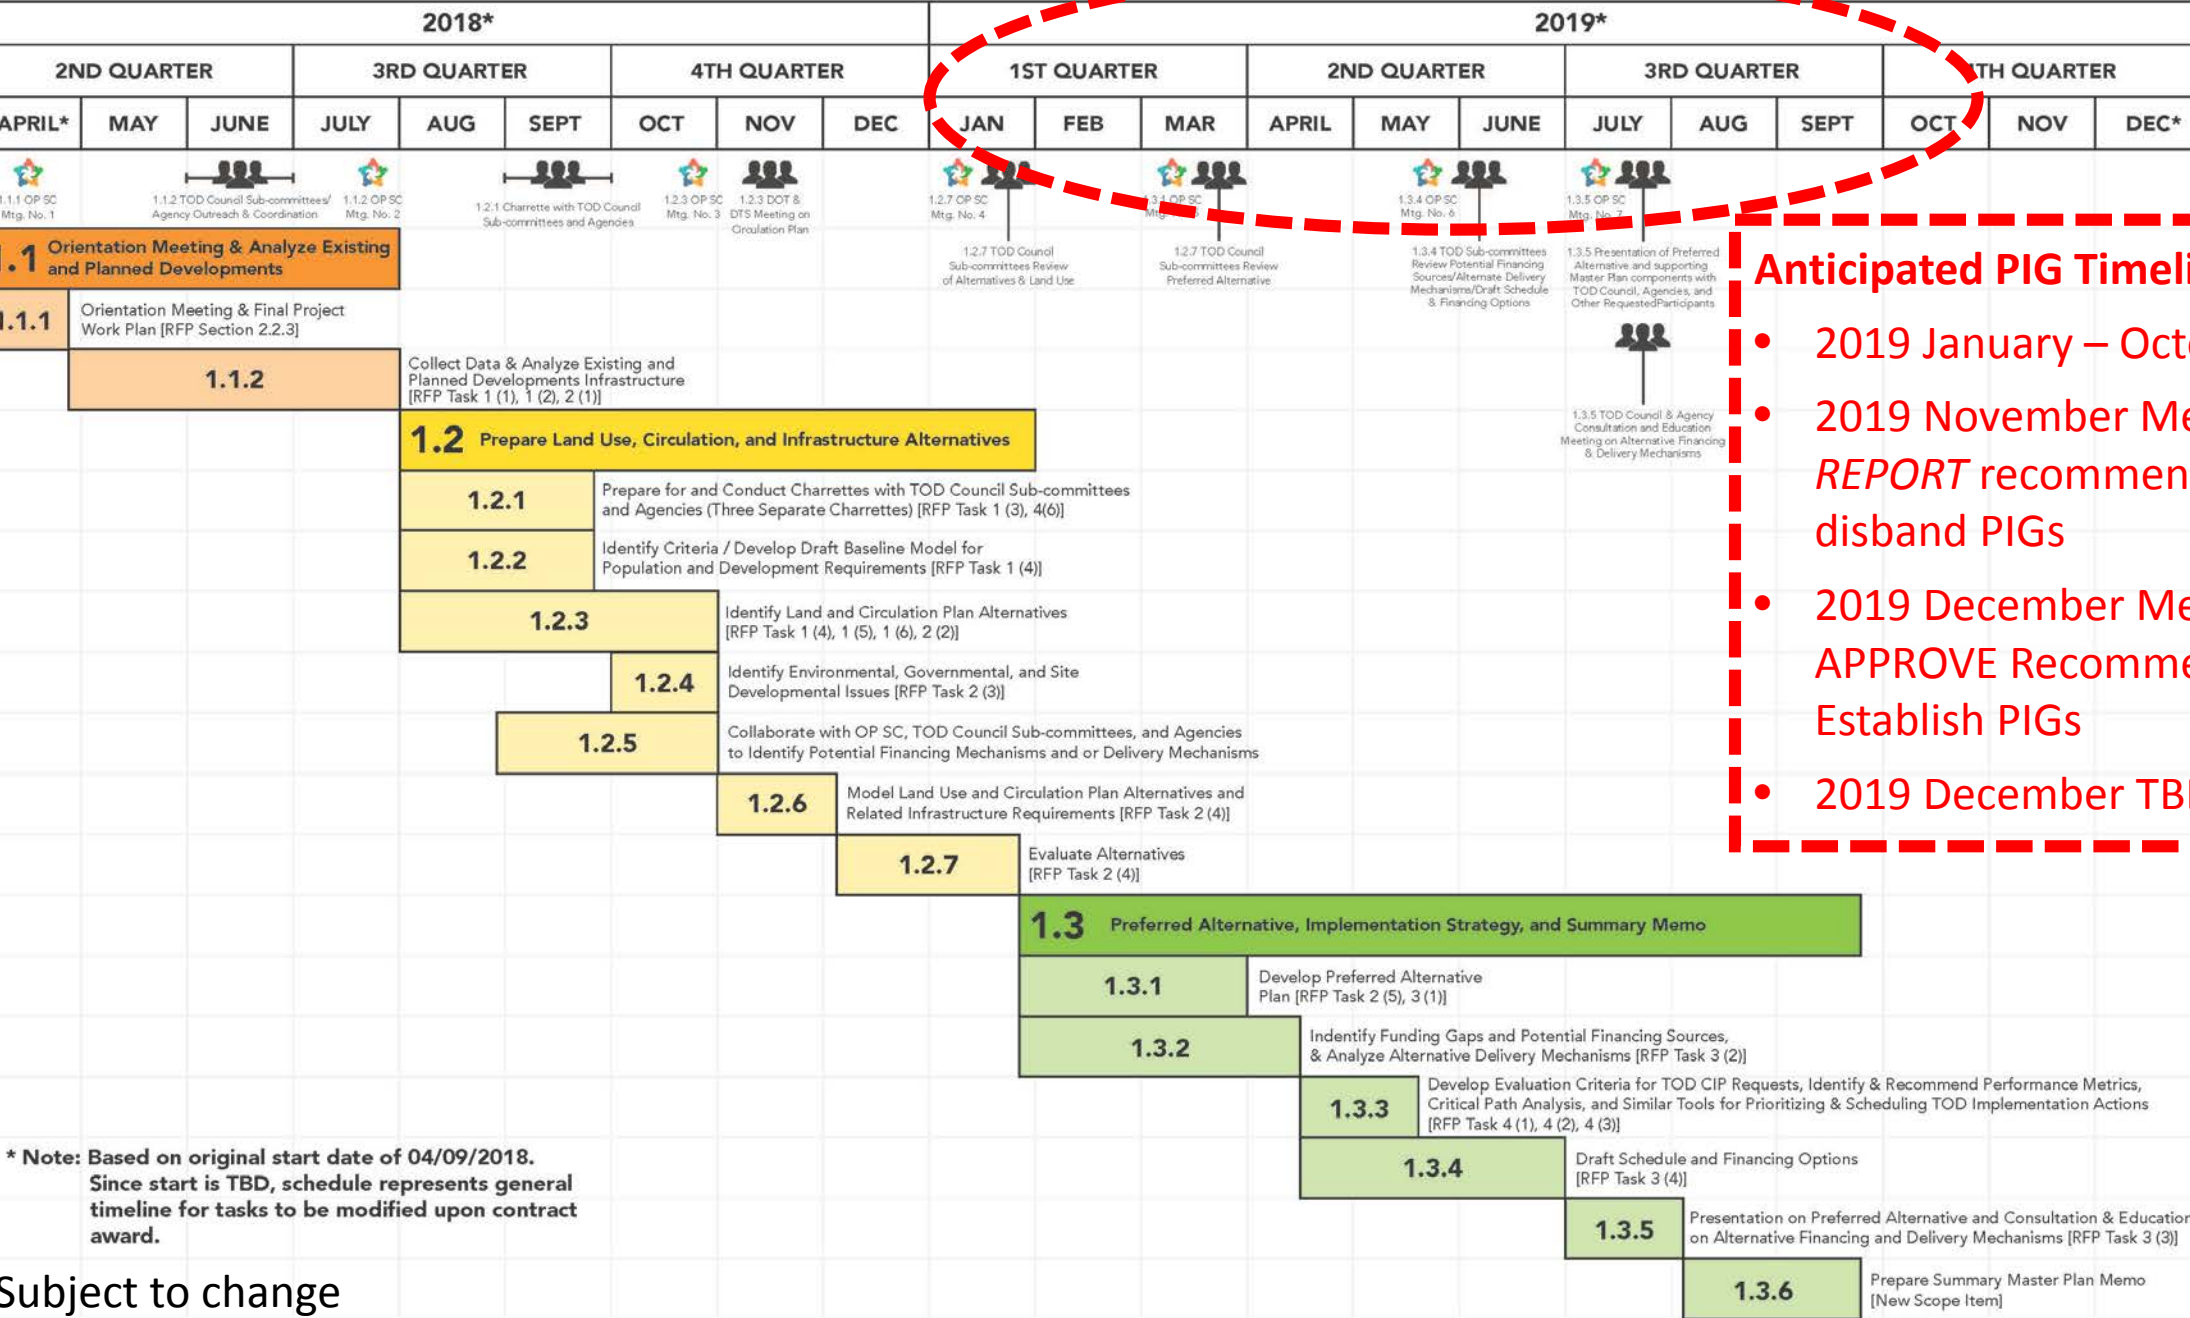 2018*
2019*
2ND QUARTER
3RD QUARTER
4TH QUARTER
1ST QUARTER
2ND QUARTER
3RD QUARTER
TH QUARTER
APRIL*
MAY
JUNE
JULY
AUG
SEPT
OCT
NOV
DEC
JAN
FEB
MAR
APRIL
MAY
JUNE
JULY
AUG
SEPT
OCT
NOV
DEC*
1.1.1 OP SC
Mtg. No. 1
1.1.2 TOD Council Sub-committees/
Agency Outreach & Coordination
1.1.2 OP SC
Mtg. No. 2
1.2.1 Charrette with TOD Council
Sub-committees and Agencies
1.2.3 OP SC
Mtg. No. 3
1.2.3 DOT &
DTS Meeting on
Circulation Plan
1.2.7 OP SC
Mtg. No. 4
1.2.7 TOD Council
Sub-committees Review
of Alternatives & Land Use
OP SC
1.2.7 TOD Council
Sub-committees Review
Preferred Alternative
1.3.4 OP SC
Mtg. No. 6
1.3.4 TOD Sub-committees
Review Potential Financing
Sources/Alternate Delivery
Mechanisms/Draft Schedule
& Financing Options
1.3.5 OP SC
Mtg. No. 7
1.3.5 Presentation of Preferred
Alternative and supporting
Master Plan components with
TOD Council, Agencies, and
Other RequestedParticipants
1.3.5 TOD Council & Agency
Consultation and Education
Meeting on Alternative Financing
& Delivery Mechanisms
Anticipated PIG Timeli
• 2019 January – Octo
• 2019 November Me
REPORT recommen
disband PIGs
• 2019 December Me
APPROVE Recomme
Establish PIGs
• 2019 December TB
.1 Orientation Meeting & Analyze Existing
and Planned Developments
1.1.1
Orientation Meeting & Final Project
Work Plan [RFP Section 2.2.3]
1.1.2
Collect Data & Analyze Existing and
Planned Developments Infrastructure
[RFP Task 1 (1), 1 (2), 2 (1)]
1.2 Prepare Land Use, Circulation, and Infrastructure Alternatives
1.2.1
Prepare for and Conduct Charrettes with TOD Council Sub-committees
and Agencies (Three Separate Charrettes) [RFP Task 1 (3), 4(6)]
1.2.2
Identify Criteria / Develop Draft Baseline Model for
Population and Development Requirements [RFP Task 1 (4)]
1.2.3
Identify Land and Circulation Plan Alternatives
[RFP Task 1 (4), 1 (5), 1 (6), 2 (2)]
1.2.4
Identify Environmental, Governmental, and Site
Developmental Issues [RFP Task 2 (3)]
1.2.5
Collaborate with OP SC, TOD Council Sub-committees, and Agencies
to Identify Potential Financing Mechanisms and or Delivery Mechanisms
1.2.6
Model Land Use and Circulation Plan Alternatives and
Related Infrastructure Requirements [RFP Task 2 (4)]
1.2.7
Evaluate Alternatives
[RFP Task 2 (4)]
1.3 Preferred Alternative, Implementation Strategy, and Summary Memo
1.3.1
Develop Preferred Alternative
Plan [RFP Task 2 (5), 3 (1)]
1.3.2
Indentify Funding Gaps and Potential Financing Sources,
& Analyze Alternative Delivery Mechanisms [RFP Task 3 (2)]
1.3.3
Develop Evaluation Criteria for TOD CIP Requests, Identify & Recommend Performance Metrics,
Critical Path Analysis, and Similar Tools for Prioritizing & Scheduling TOD Implementation Actions
[RFP Task 4 (1), 4 (2), 4 (3)]
1.3.4
Draft Schedule and Financing Options
[RFP Task 3 (4)]
1.3.5
Presentation on Preferred Alternative and Consultation & Education
on Alternative Financing and Delivery Mechanisms [RFP Task 3 (3)]
1.3.6
Prepare Summary Master Plan Memo
[New Scope Item]
* Note: Based on original start date of 04/09/2018.
Since start is TBD, schedule represents general
timeline for tasks to be modified upon contract
award.
Subject to change